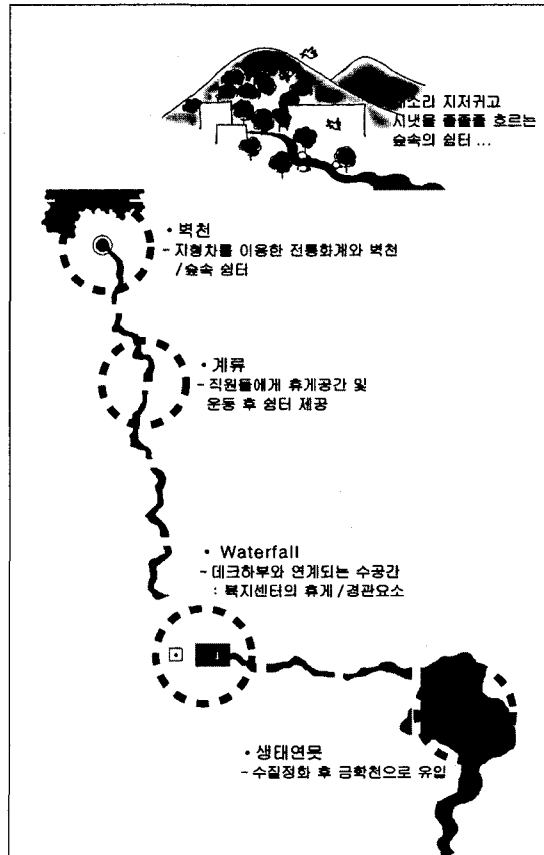 새소리 지저귀고
시냇물 졸졸졸 흐르는
숲속의 쉼터 ...
• 벽천
- 지형차를 이용한 전통화계와 벽천
/숲속 쉼터
• 계류
- 직원들에게 휴게공간 및
운동 후 쉼터 제공
• Waterfall
- 데크하부와 연계되는 수공간
: 복지센터의 휴게/경관요소
• 생태연못
- 수질정화 후 금학천으로 유입